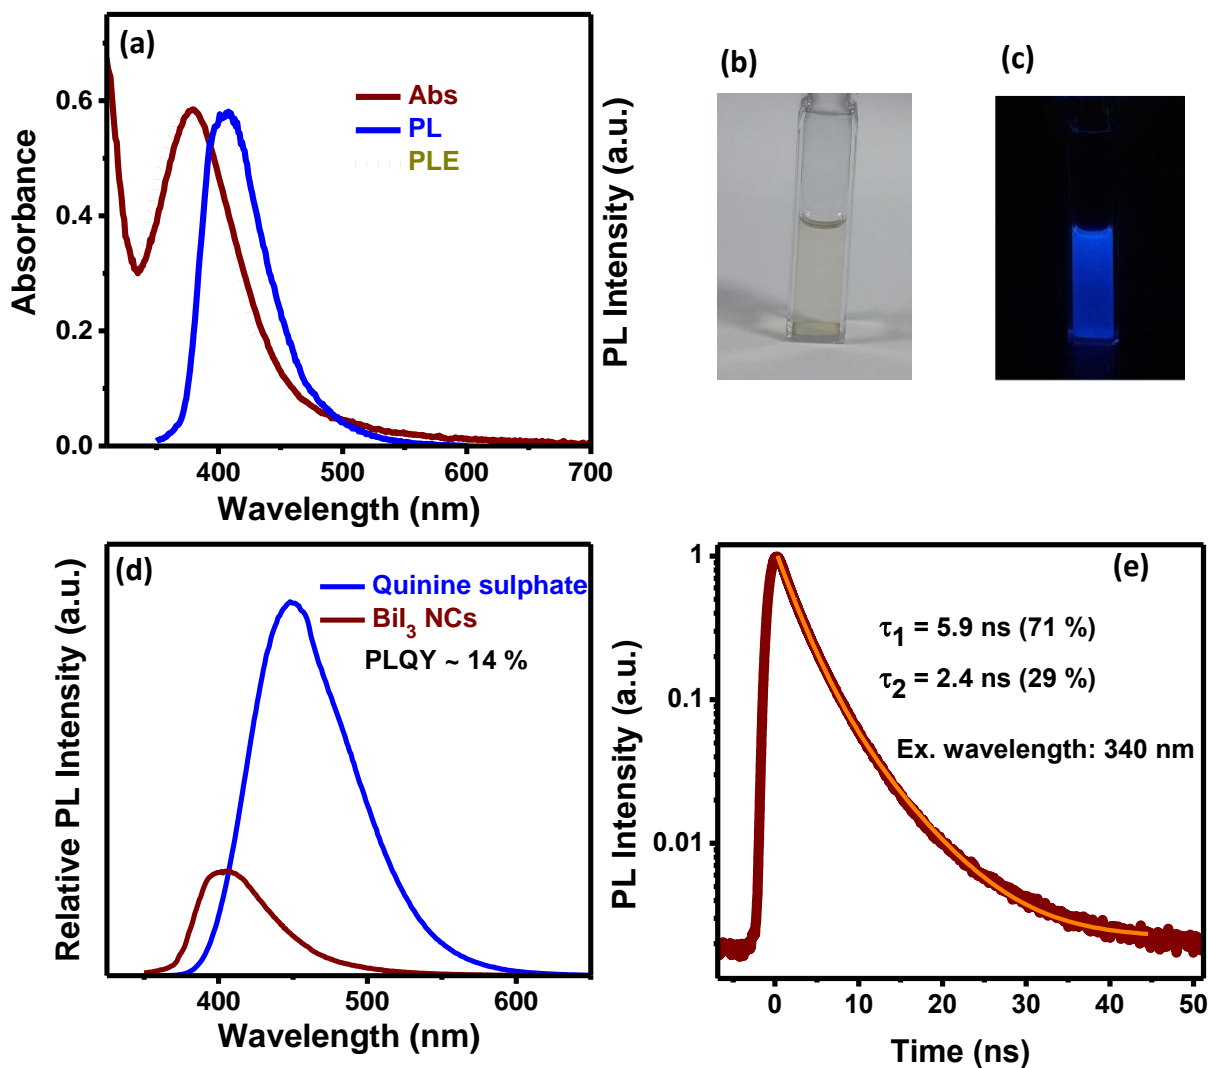 (a)
Abs
PL
PLE
0.6
0.4
0.2
0.0
Absorbance
PL Intensity (a.u.)
400
500
600
700
Wavelength (nm)
(b)
(c)
(d)
Quinine sulphate
BiI₃ NCs
PLQY ~ 14 %
Relative PL Intensity (a.u.)
400
500
600
Wavelength (nm)
(e)
τ₁ = 5.9 ns (71 %)
τ₂ = 2.4 ns (29 %)
Ex. wavelength: 340 nm
1
0.1
0.01
PL Intensity (a.u.)
0
10
20
30
40
50
Time (ns)